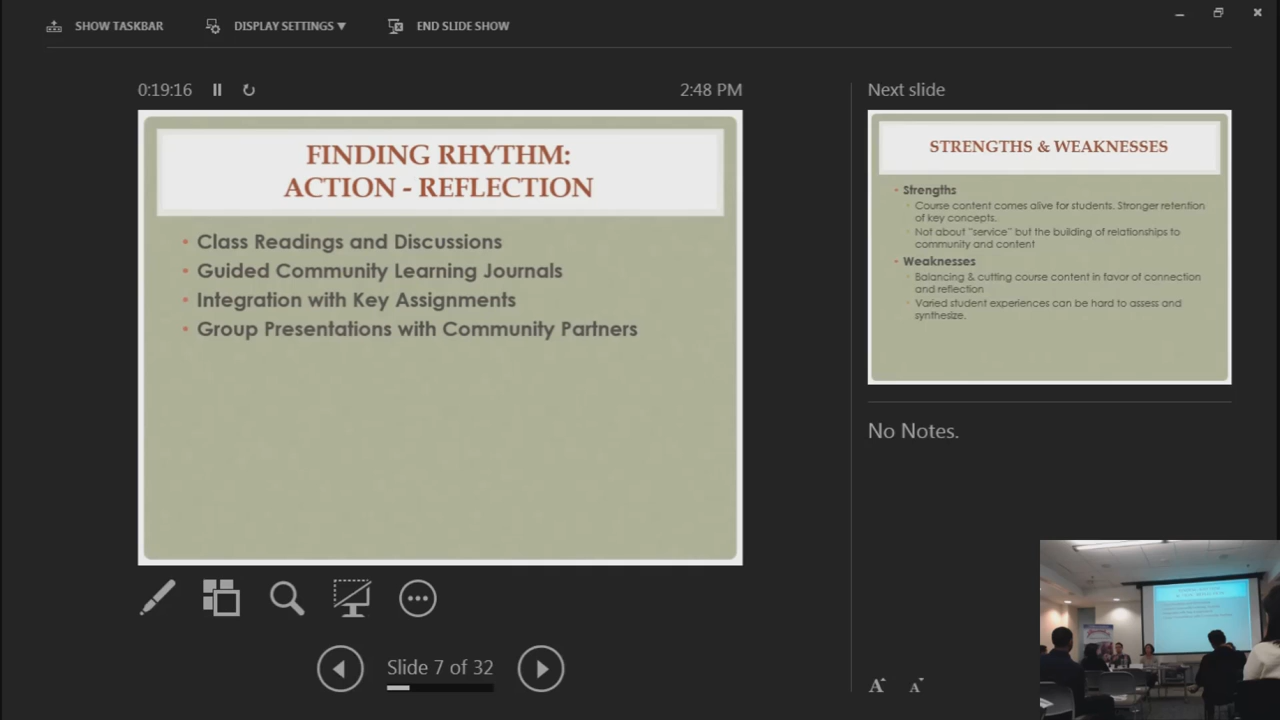 SHOW TASKBAR
DISPLAY SETTINGS ▼
END SLIDE SHOW
0:19:16
2:48 PM
FINDING RHYTHM:
ACTION - REFLECTION
• Class Readings and Discussions
• Guided Community Learning Journals
• Integration with Key Assignments
• Group Presentations with Community Partners
Slide 7 of 32
Next slide
STRENGTHS & WEAKNESSES
• Strengths
• Course content comes alive for students. Stronger retention
of key concepts.
• Not about "service" but the building of relationships to
community and content
• Weaknesses
• Balancing & cutting course content in favor of connection
and reflection
• Varied student experiences can be hard to assess and
synthesize.
No Notes.
A A